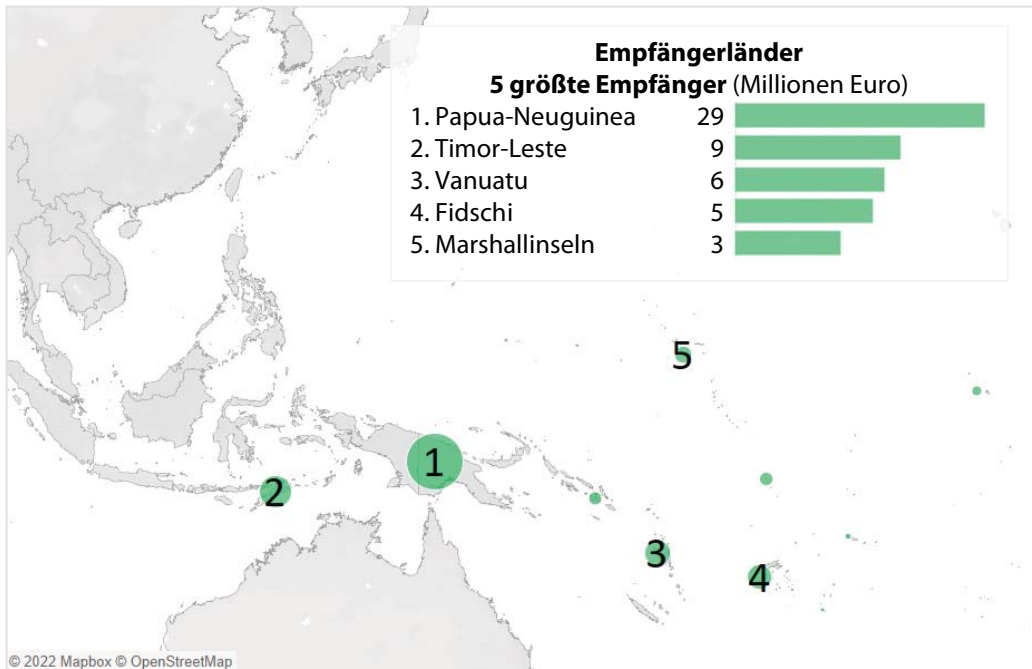 Empfängerländer
5 größte Empfänger (Millionen Euro)
1. Papua-Neuguinea 29
2. Timor-Leste 9
3. Vanuatu 6
4. Fidschi 5
5. Marshallinseln 3
5
1
2
3
4
© 2022 Mapbox © OpenStreetMap